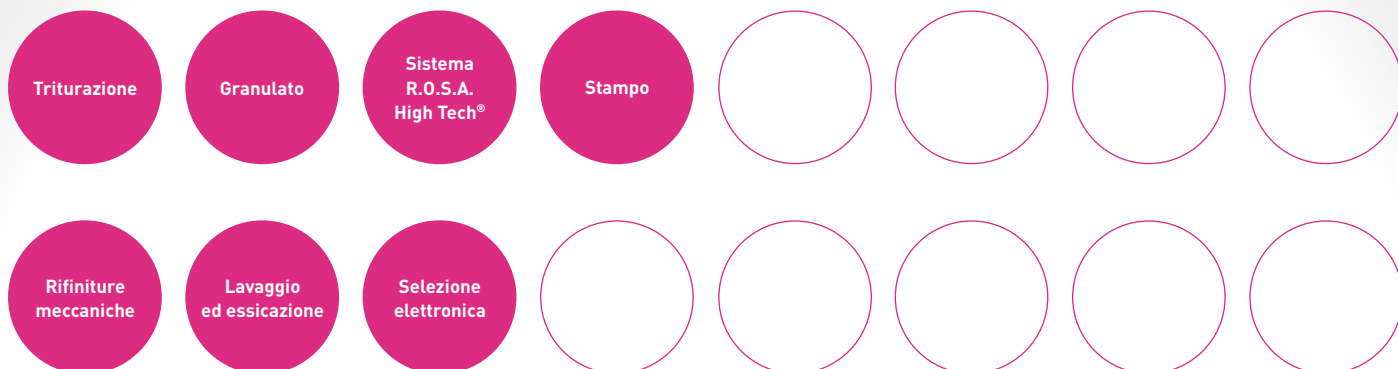 Triturazione
Granulato
Sistema
R.O.S.A.
High Tech®
Stampo
Rifiniture
meccaniche
Lavaggio
ed essicazione
Selezione
elettronica